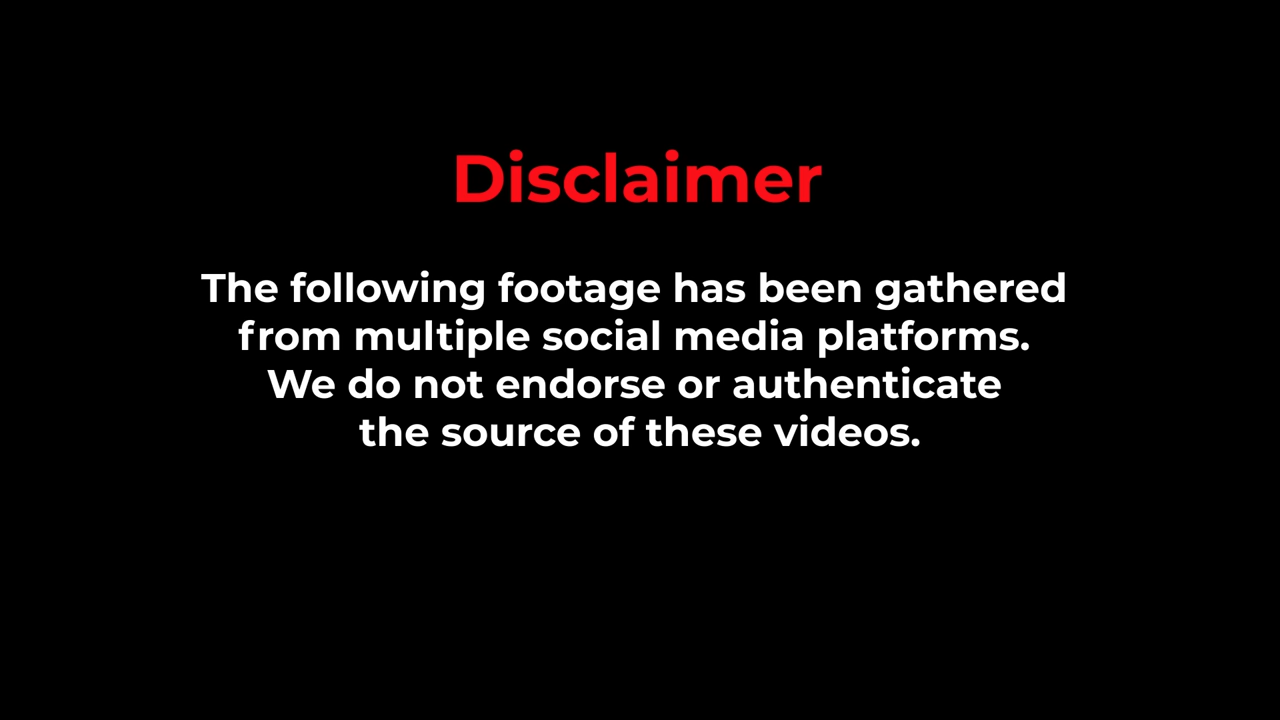 Disclaimer
The following footage has been gathered
from multiple social media platforms.
We do not endorse or authenticate
the source of these videos.